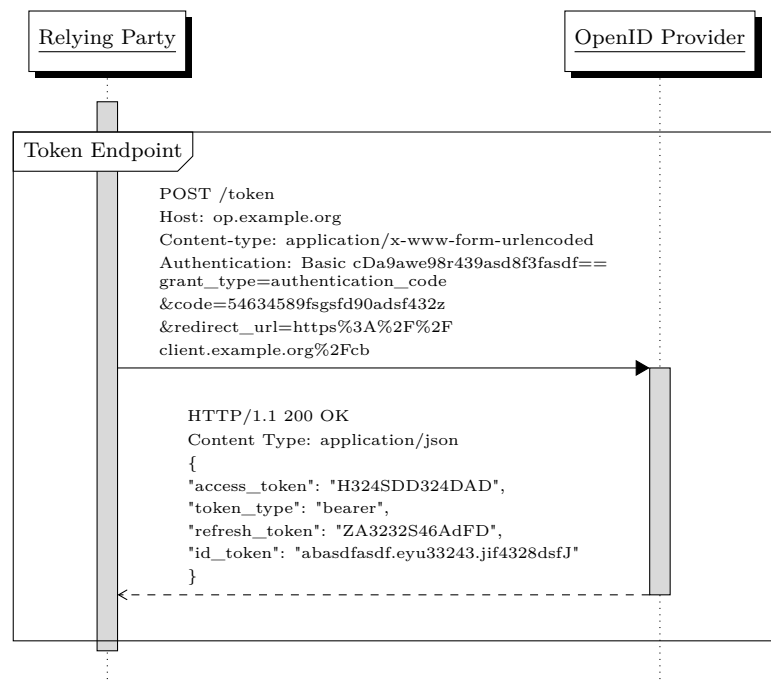 Relying Party
OpenID Provider
Token Endpoint
POST /token
Host: op.example.org
Content-type: application/x-www-form-urlencoded
Authentication: Basic cDa9awe98r439asd8f3fasdf==
grant_type=authentication_code
&code=54634589fsgsfd90adsf432z
&redirect_url=https%3A%2F%2F
client.example.org%2Fcb
HTTP/1.1 200 OK
Content Type: application/json
{
"access_token": "H324SDD324DAD",
"token_type": "bearer",
"refresh_token": "ZA3232S46AdFD",
"id_token": "abasdfasdf.eyu33243.jif4328dsfJ"
}